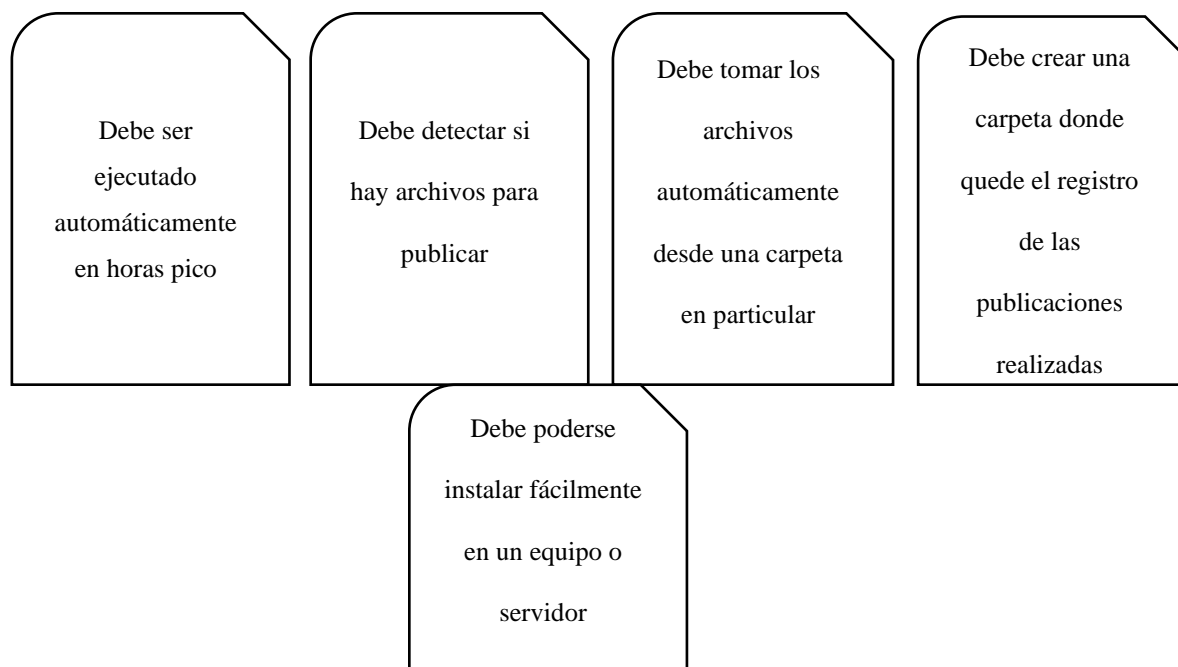 Debe ser
ejecutado
automáticamente
en horas pico
Debe detectar si
hay archivos para
publicar
Debe tomar los
archivos
automáticamente
desde una carpeta
en particular
Debe crear una
carpeta donde
quede el registro
de las
publicaciones
realizadas
Debe poderse
instalar fácilmente
en un equipo o
servidor